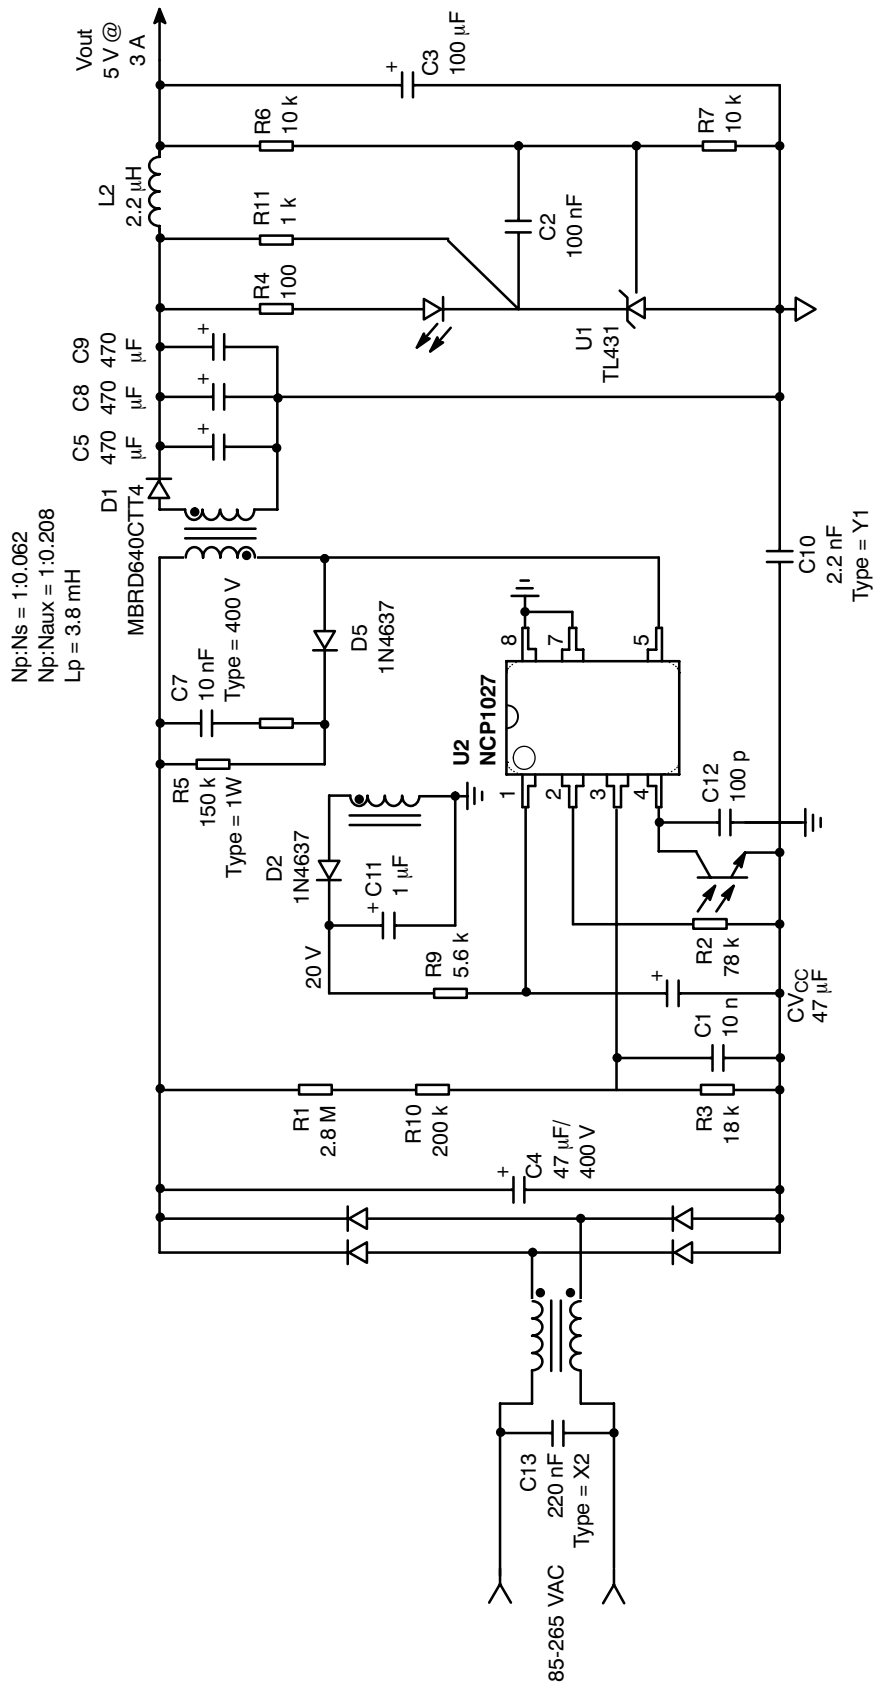 Np:Ns = 1:0.062
Np:Naux = 1:0.208
Lp = 3.8 mH
85-265 VAC
C13
220 nF
Type = X2
C4
47 µF/
400 V
R1
2.8 M
R10
200 k
R3
18 k
C1
10 n
CVCC
47 µF
+
+
20 V
R9
5.6 k
D2
1N4637
+
C11
1 µF
R2
78 k
R5
150 k
Type = 1W
C7
10 nF
Type = 400 V
D5
1N4637
U2
NCP1027
1
2
3
4
8
7
5
C12
100 p
C10
2.2 nF
Type = Y1
D1
MBRD640CTT4
C5
470
µF
C8
470
µF
C9
470
µF
+
+
+
R4
100
R11
1 k
L2
2.2 µH
R6
10 k
C2
100 nF
U1
TL431
R7
10 k
+
C3
100 µF
Vout
5 V @
3 A